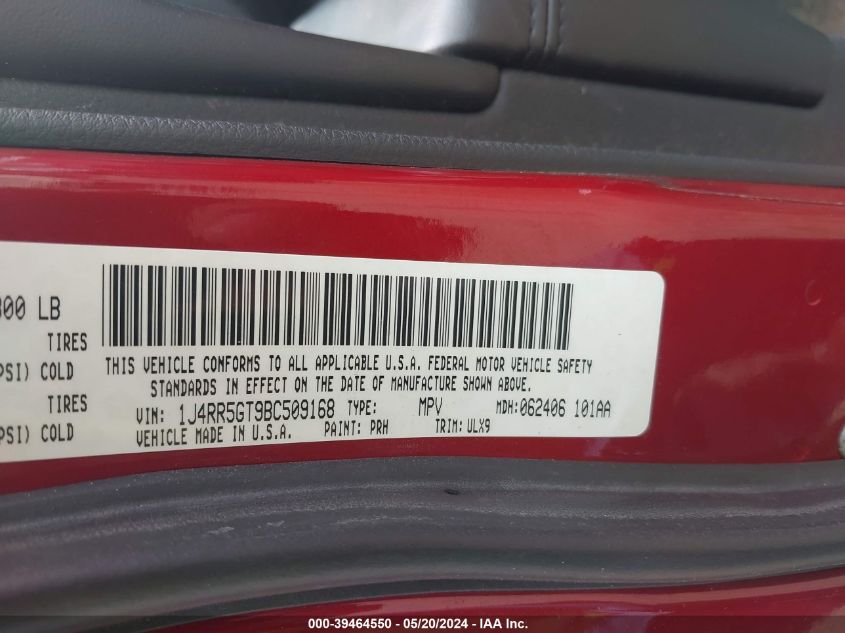 300 LB
TIRES
PSI) COLD
TIRES
PSI) COLD
THIS VEHICLE CONFORMS TO ALL APPLICABLE U.S.A. FEDERAL MOTOR VEHICLE SAFETY
STANDARDS IN EFFECT ON THE DATE OF MANUFACTURE SHOWN ABOVE.
VIN: 1J4RR5GT9BC509168 TYPE: MPV MDH: 062406 101AA
VEHICLE MADE IN U.S.A. PAINT: PRH TRIM: ULX9
000-39464550 - 05/20/2024 - IAA Inc.